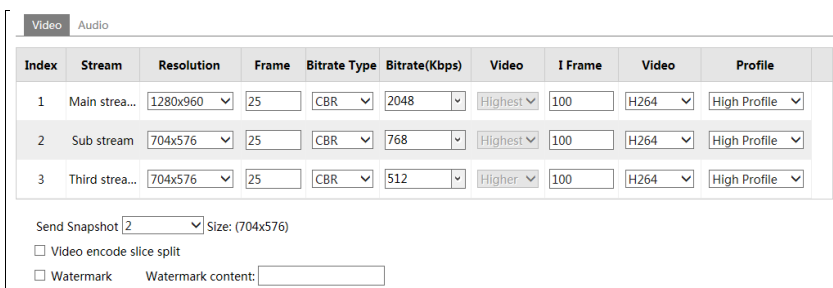 Video Audio
Index Stream Resolution Frame Bitrate Type Bitrate(Kbps) Video I Frame Video Profile
1 Main strea... 1280x960 25 CBR 2048 Highest 100 H264 High Profile
2 Sub stream 704x576 25 CBR 768 Highest 100 H264 High Profile
3 Third strea... 704x576 25 CBR 512 Higher 100 H264 High Profile
Send Snapshot 2 Size: (704x576)
Video encode slice split
Watermark Watermark content: